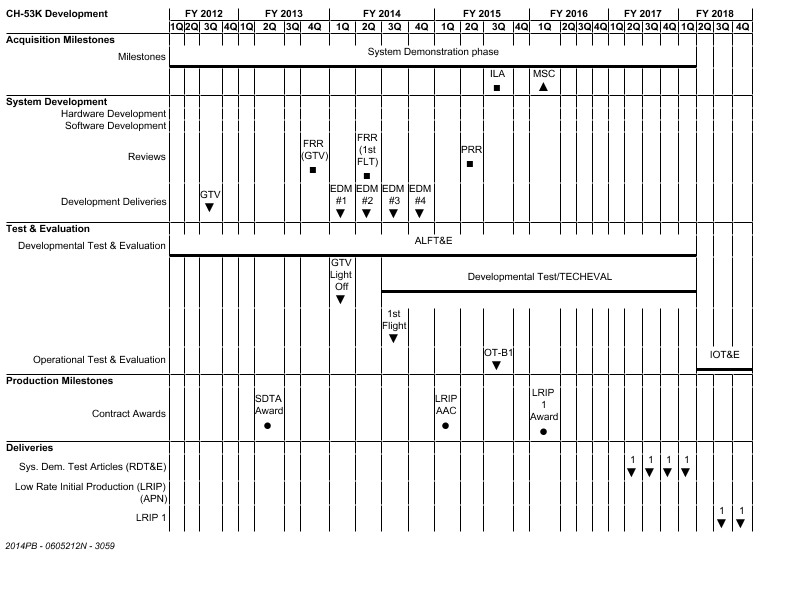 CH-53K Development
FY 2012 FY 2013 FY 2014 FY 2015 FY 2016 FY 2017 FY 2018
1Q 2Q 3Q 4Q 1Q 2Q 3Q 4Q 1Q 2Q 3Q 4Q 1Q 2Q 3Q 4Q 1Q 2Q 3Q 4Q 1Q 2Q 3Q 4Q 1Q 2Q 3Q 4Q
Acquisition Milestones
Milestones
System Demonstration phase
ILA MSC
System Development
Hardware Development
Software Development
Reviews
FRR
(GTV)
FRR
(1st
FLT)
PRR
Development Deliveries
GTV
EDM
#1
EDM
#2
EDM
#3
EDM
#4
Test & Evaluation
Developmental Test & Evaluation
ALFT&E
GTV
Light
Off
Developmental Test/TECHEVAL
1st
Flight
Operational Test & Evaluation
OT-B1
IOT&E
Production Milestones
Contract Awards
SDTA
Award
LRIP
AAC
LRIP
1
Award
Deliveries
Sys. Dem. Test Articles (RDT&E)
1 1 1 1
Low Rate Initial Production (LRIP)
(APN)
LRIP 1
1 1
2014PB - 0605212N - 3059